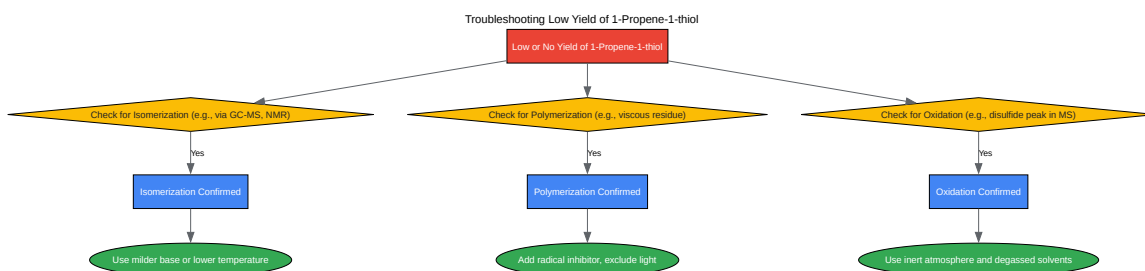 Troubleshooting Low Yield of 1-Propene-1-thiol
Low or No Yield of 1-Propene-1-thiol
Check for Isomerization (e.g., via GC-MS, NMR)
Check for Polymerization (e.g., viscous residue)
Check for Oxidation (e.g., disulfide peak in MS)
Yes
Yes
Yes
Isomerization Confirmed
Polymerization Confirmed
Oxidation Confirmed
Use milder base or lower temperature
Add radical inhibitor, exclude light
Use inert atmosphere and degassed solvents